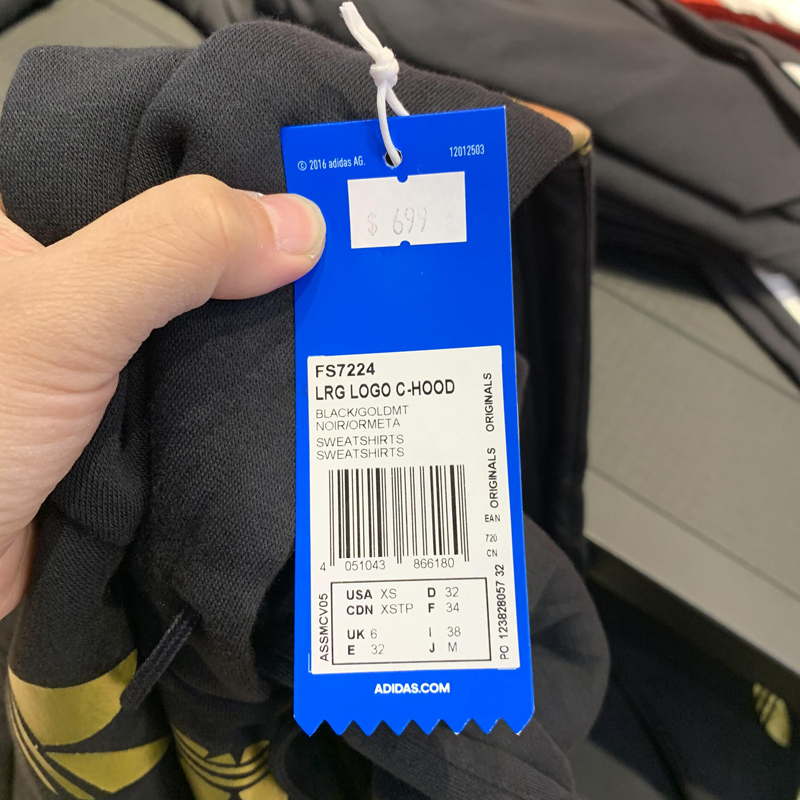 © 2016 adidas AG.
12012503
$ 699
FS7224
LRG LOGO C-HOOD
BLACK/GOLDMT
NOIR/ORMETA
SWEATSHIRTS
SWEATSHIRTS
ORIGINALS
ORIGINALS
EAN
720
CN
4 051043 866180
ASSMCV05
USA XS D 32
CDN XSTP F 34
UK 6 I 38
E 32 J M
PO 123828057 32
ADIDAS.COM